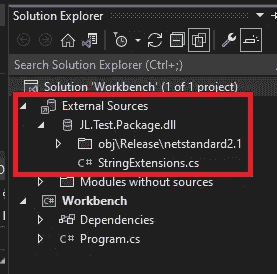 Solution Explorer
Search Solution Explorer (Ctrl+;)
Solution 'Workbench' (1 of 1 project)
External Sources
JL.Test.Package.dll
obj\Release\netstandard2.1
C# StringExtensions.cs
Modules without sources
C# Workbench
Dependencies
C# Program.cs